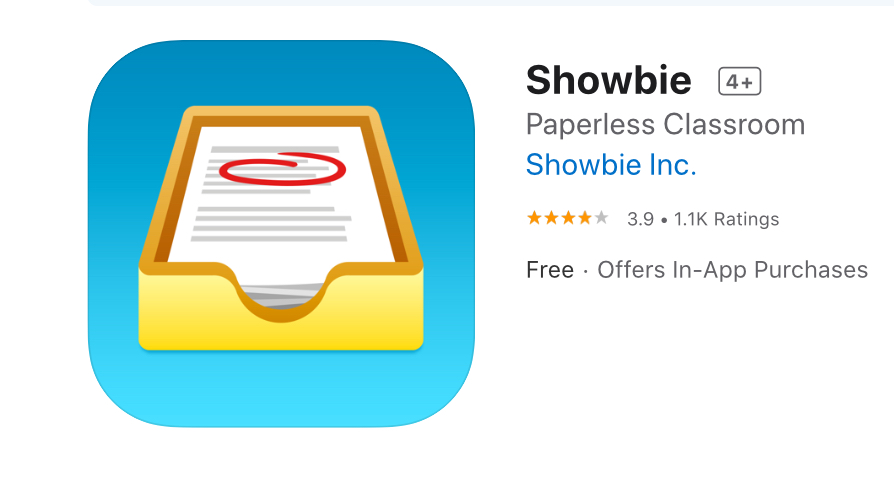 Showbie 4+
Paperless Classroom
Showbie Inc.
3.9 • 1.1K Ratings
Free · Offers In-App Purchases